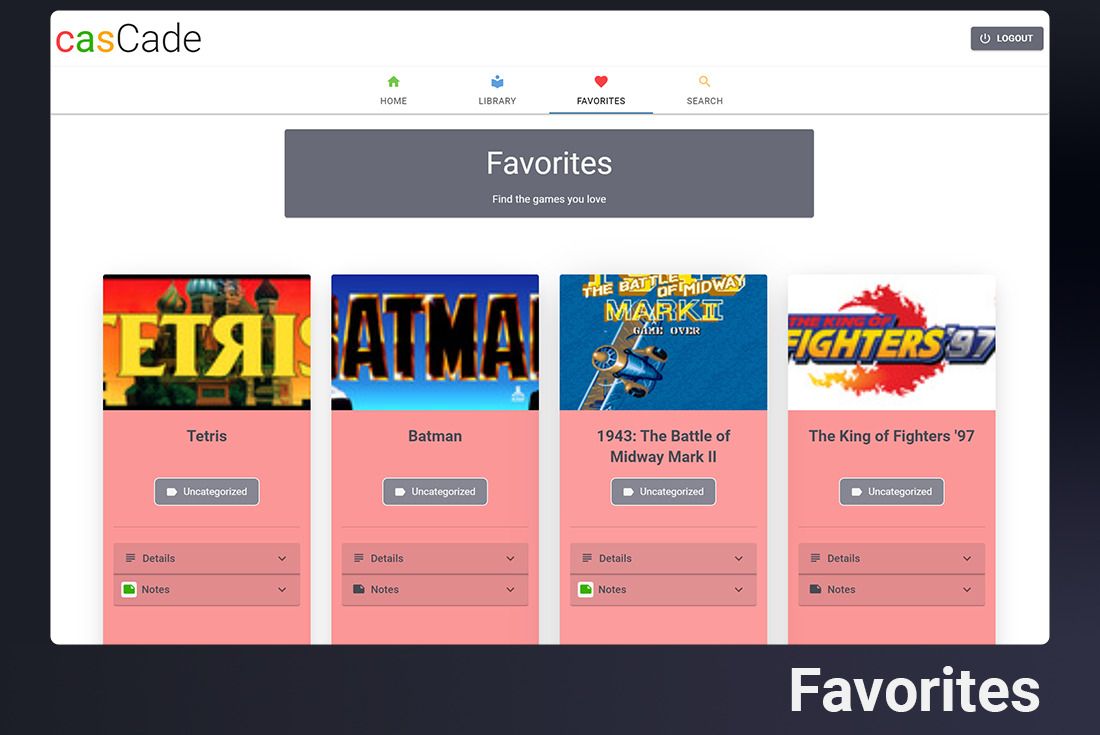 casCade
LOGOUT
HOME
LIBRARY
FAVORITES
SEARCH
Favorites
Find the games you love
TETRIS
BATMAN
THE BATTLE
OF MIDWAY
MARK II
GAME OVER
THE KING OF
FIGHTERS'97
Tetris
Batman
1943: The Battle of
Midway Mark II
The King of Fighters '97
Uncategorized
Uncategorized
Uncategorized
Uncategorized
Details
Details
Details
Details
Notes
Notes
Notes
Notes
Favorites